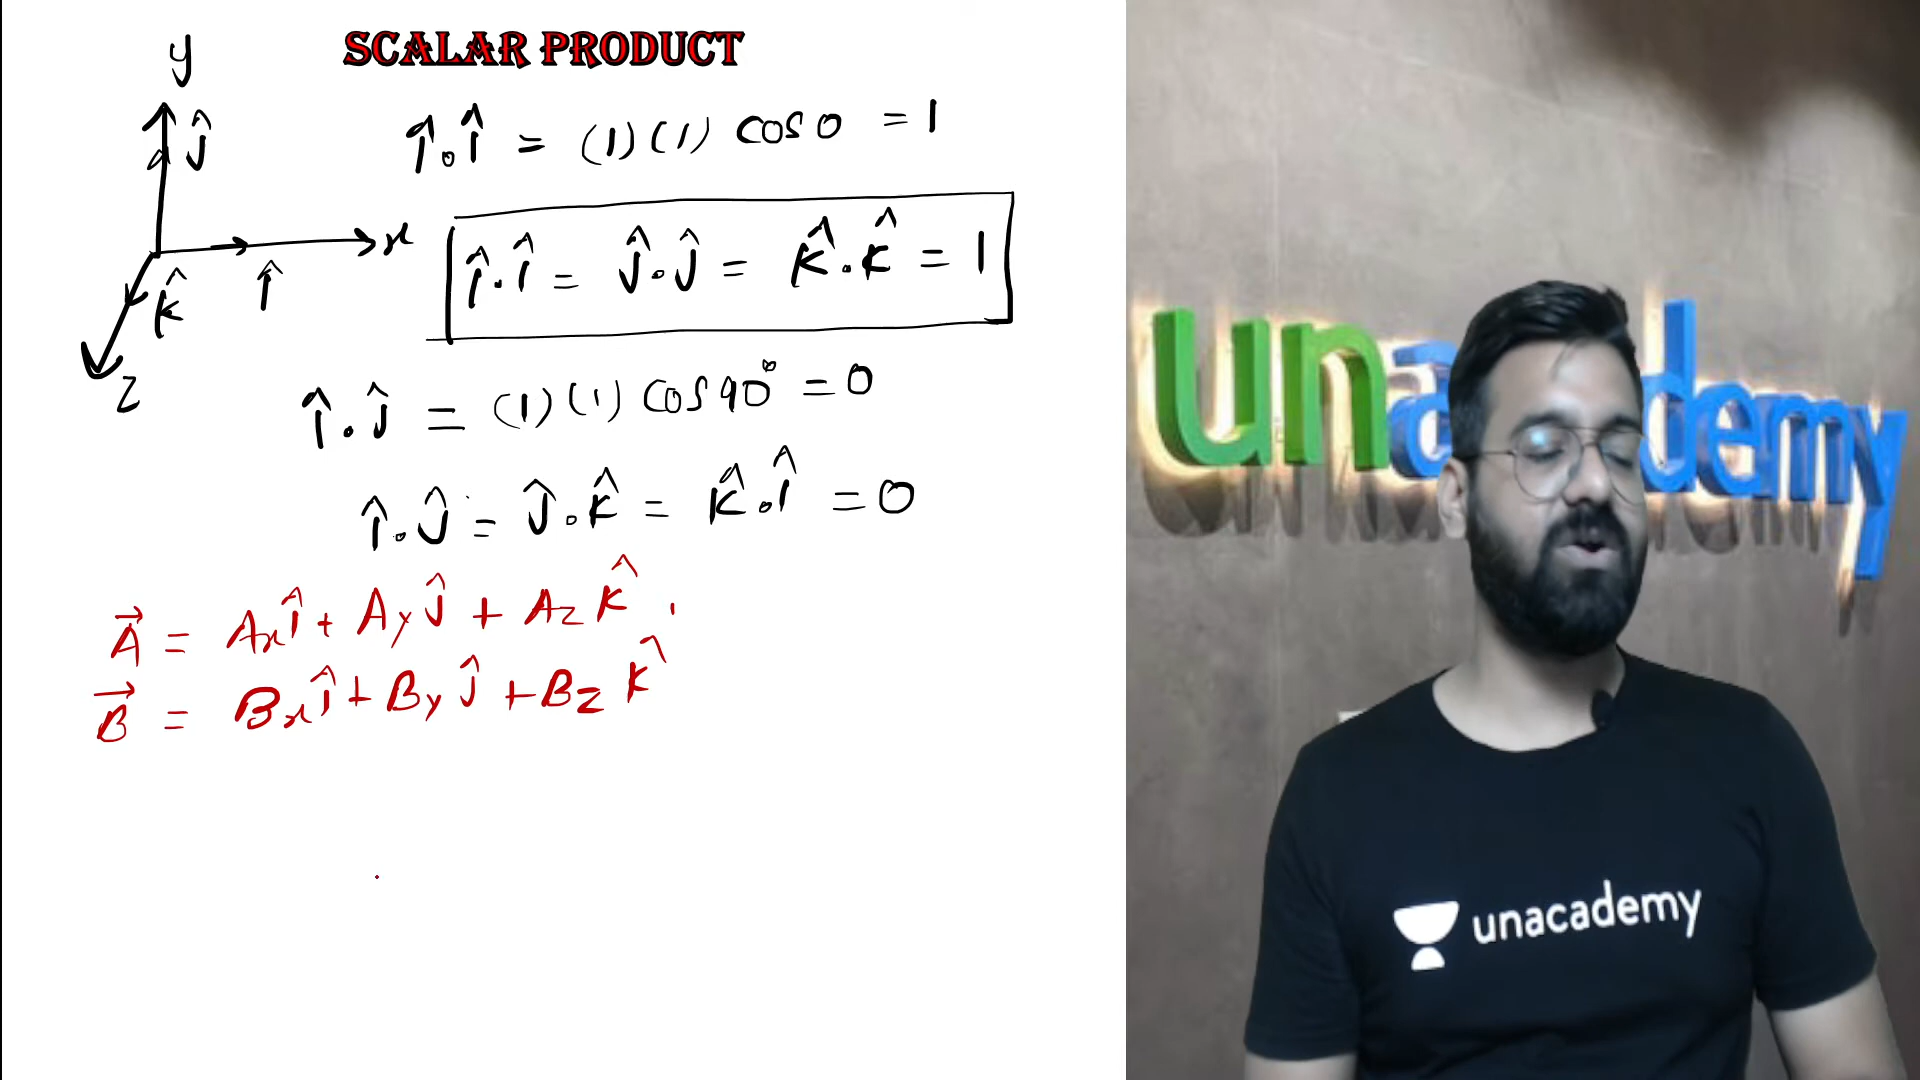 SCALAR PRODUCT
y
ĵ
x
î
k̂
z
î.î = (1)(1) cos 0 = 1
î.î = ĵ.ĵ = k̂.k̂ = 1
î.ĵ = (1)(1) cos 90° = 0
î.ĵ = ĵ.k̂ = k̂.î = 0
A⃗ = Axî + Ayĵ + Azk̂
B⃗ = Bxî + Byĵ + Bzk̂
unacademy
unacademy